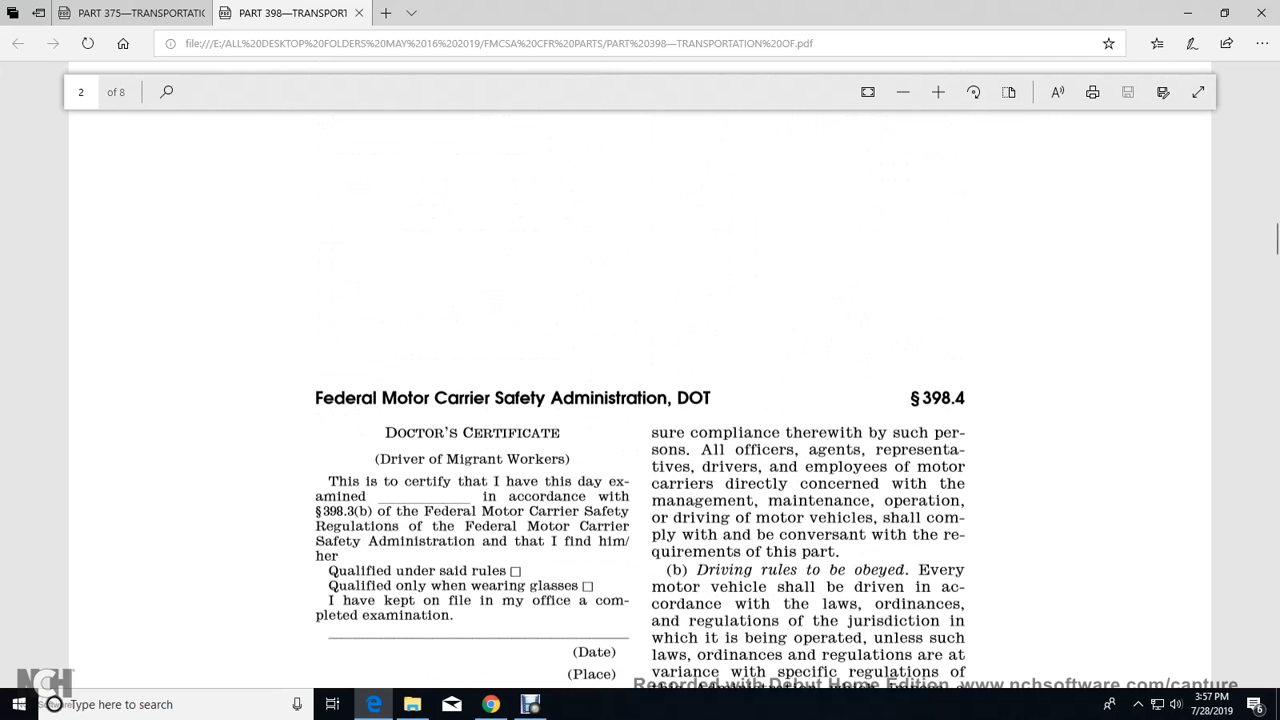 PART 375—TRANSPORTATIC
PART 398—TRANSPORT
file:///E:/ALL%20DESKTOP%20FOLDERS%20MAY%2016%202019/FMCSA%20CFR%20PARTS/PART%20398—TRANSPORTATION%20OF.pdf
2 of 8
Federal Motor Carrier Safety Administration, DOT § 398.4
DOCTOR'S CERTIFICATE
(Driver of Migrant Workers)
This is to certify that I have this day ex-
amined __________ in accordance with
§398.3(b) of the Federal Motor Carrier Safety
Regulations of the Federal Motor Carrier
Safety Administration and that I find him/
her
Qualified under said rules □
Qualified only when wearing glasses □
I have kept on file in my office a com-
pleted examination.
(Date)
(Place)
sure compliance therewith by such per-
sons. All officers, agents, representa-
tives, drivers, and employees of motor
carriers directly concerned with the
management, maintenance, operation,
or driving of motor vehicles, shall com-
ply with and be conversant with the re-
quirements of this part.
(b) Driving rules to be obeyed. Every
motor vehicle shall be driven in ac-
cordance with the laws, ordinances,
and regulations of the jurisdiction in
which it is being operated, unless such
laws, ordinances and regulations are at
variance with specific regulations of
Recorded with Debut Home Edition www.nchsoftware.com/capture
NCH
Software
Type here to search
3:57 PM
7/28/2019
6